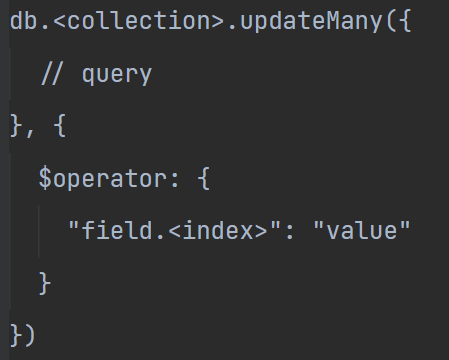 db.<collection>.updateMany({
  // query
}, {
  $operator: {
    "field.<index>": "value"
  }
})